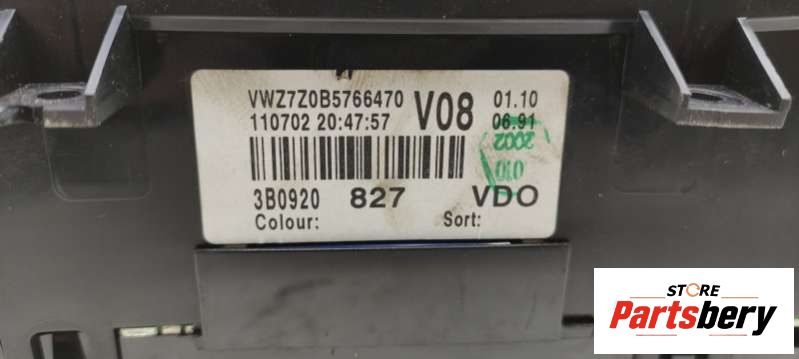 VWZ7Z0B5766470 V08 01.10
110702 20:47:57 06.91
2002
010
3B0920 827 VDO
Colour: Sort:
STORE
Partsbery